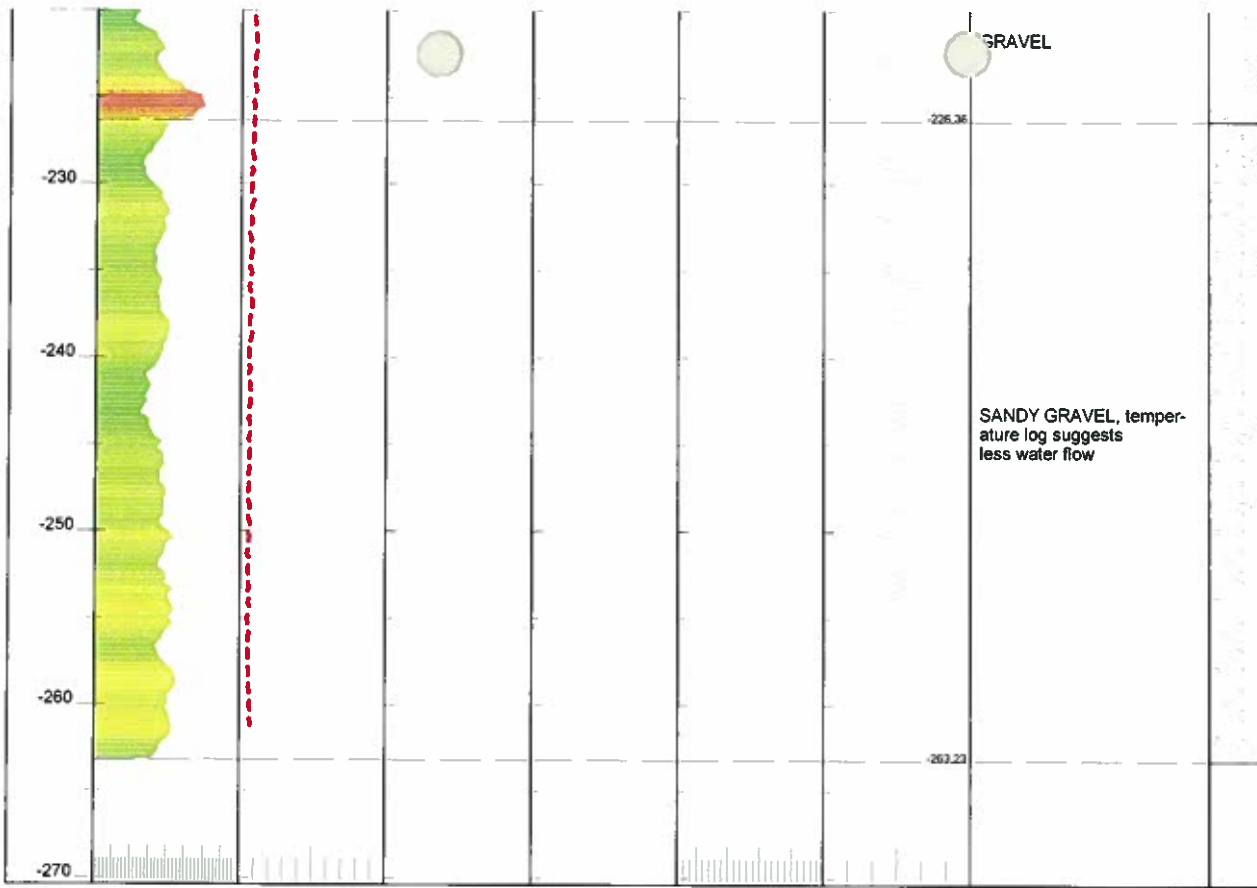 GRAVEL
-226.36
-230
-240
SANDY GRAVEL, temper-
ature log suggests
less water flow
-250
-260
-263.23
-270